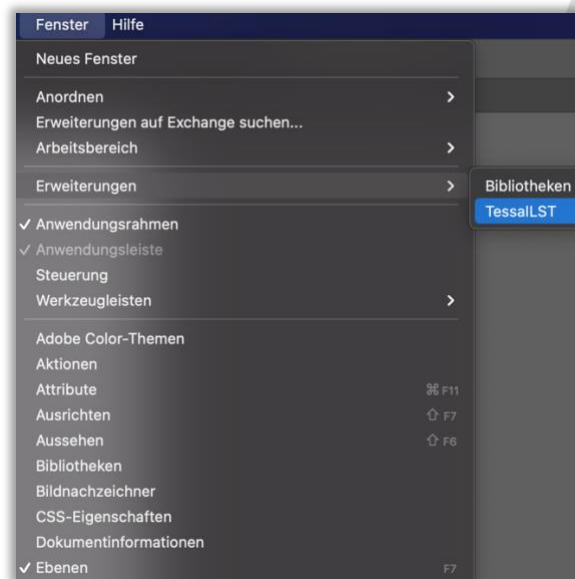 Fenster Hilfe
Neues Fenster
Anordnen
Erweiterungen auf Exchange suchen...
Arbeitsbereich
Erweiterungen
Bibliotheken
TessalLST
Anwendungsrahmen
Anwendungsleiste
Steuerung
Werkzeugleisten
Adobe Color-Themen
Aktionen
Attribute ⌘ F11
Ausrichten ⇧ F7
Aussehen ⇧ F6
Bibliotheken
Bildnachzeichner
CSS-Eigenschaften
Dokumentinformationen
Ebenen F7